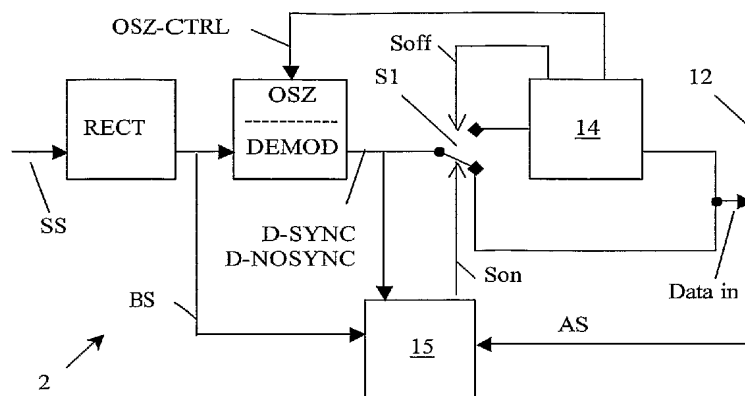 OSZ-CTRL
Soff
S1
12
RECT
OSZ
DEMOD
14
SS
D-SYNC
D-NOSYNC
Son
Data in
BS
AS
15
2